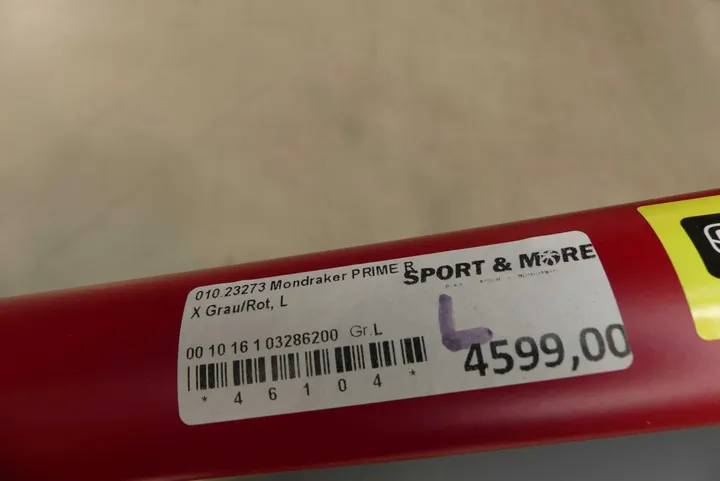 010.23273 Mondraker PRIME R
X Grau/Rot, L
SPORT & MORE
L
00 10 16 1 03286200 Gr.L
4599,00
* 4 6 1 0 4 *